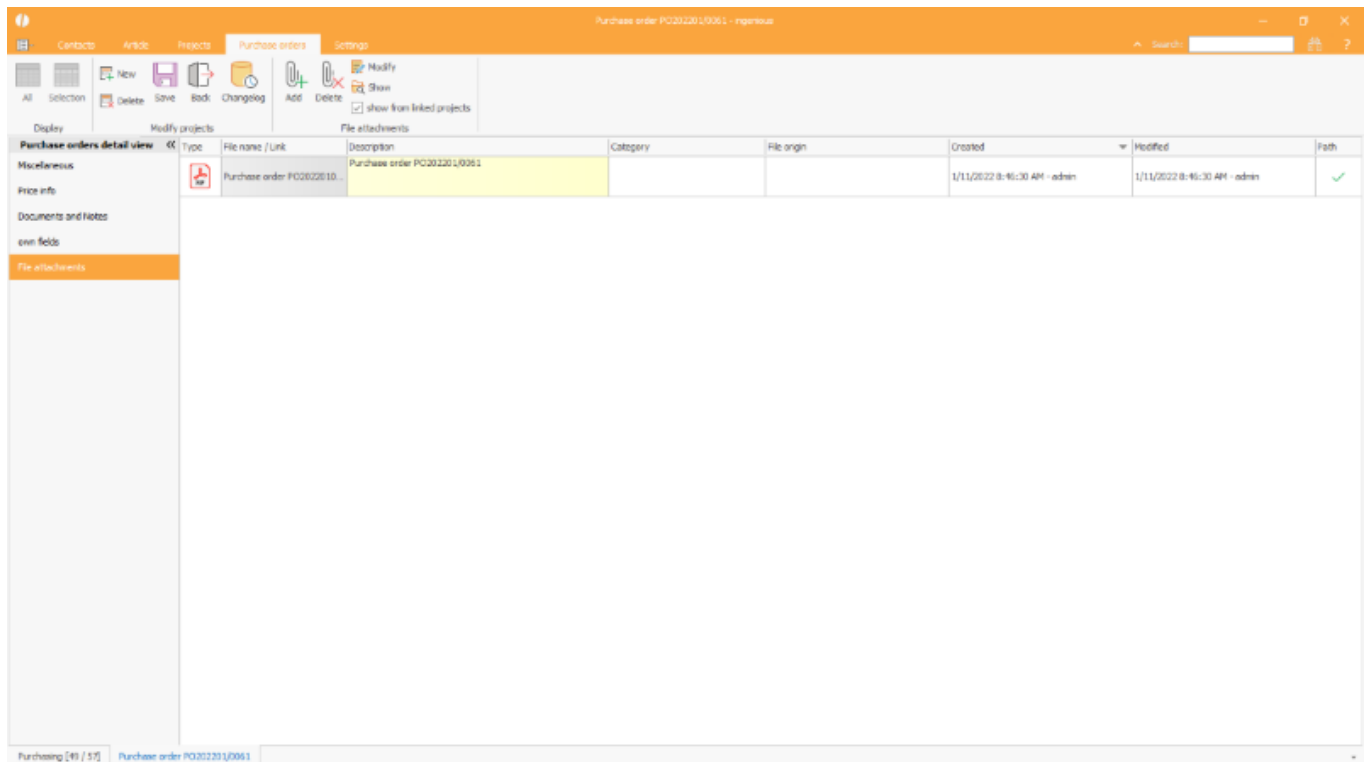 Purchase order PO202201/0061 - ingenious
Contacts Article Projects Purchase orders Settings Search: ?
All Selection New Delete Save Back Changelog Add Delete Modify Show show from linked projects
Display Modify projects File attachments
Purchase orders detail view Type File name / Link Description Category File origin Created Modified Path
Miscellaneous
Price info
Documents and Notes
own fields
File attachments
PDF Purchase order PO2022010... Purchase order PO202201/0061 1/11/2022 8:46:30 AM - admin 1/11/2022 8:46:30 AM - admin
Purchasing [49 / 57] Purchase order PO202201/0061